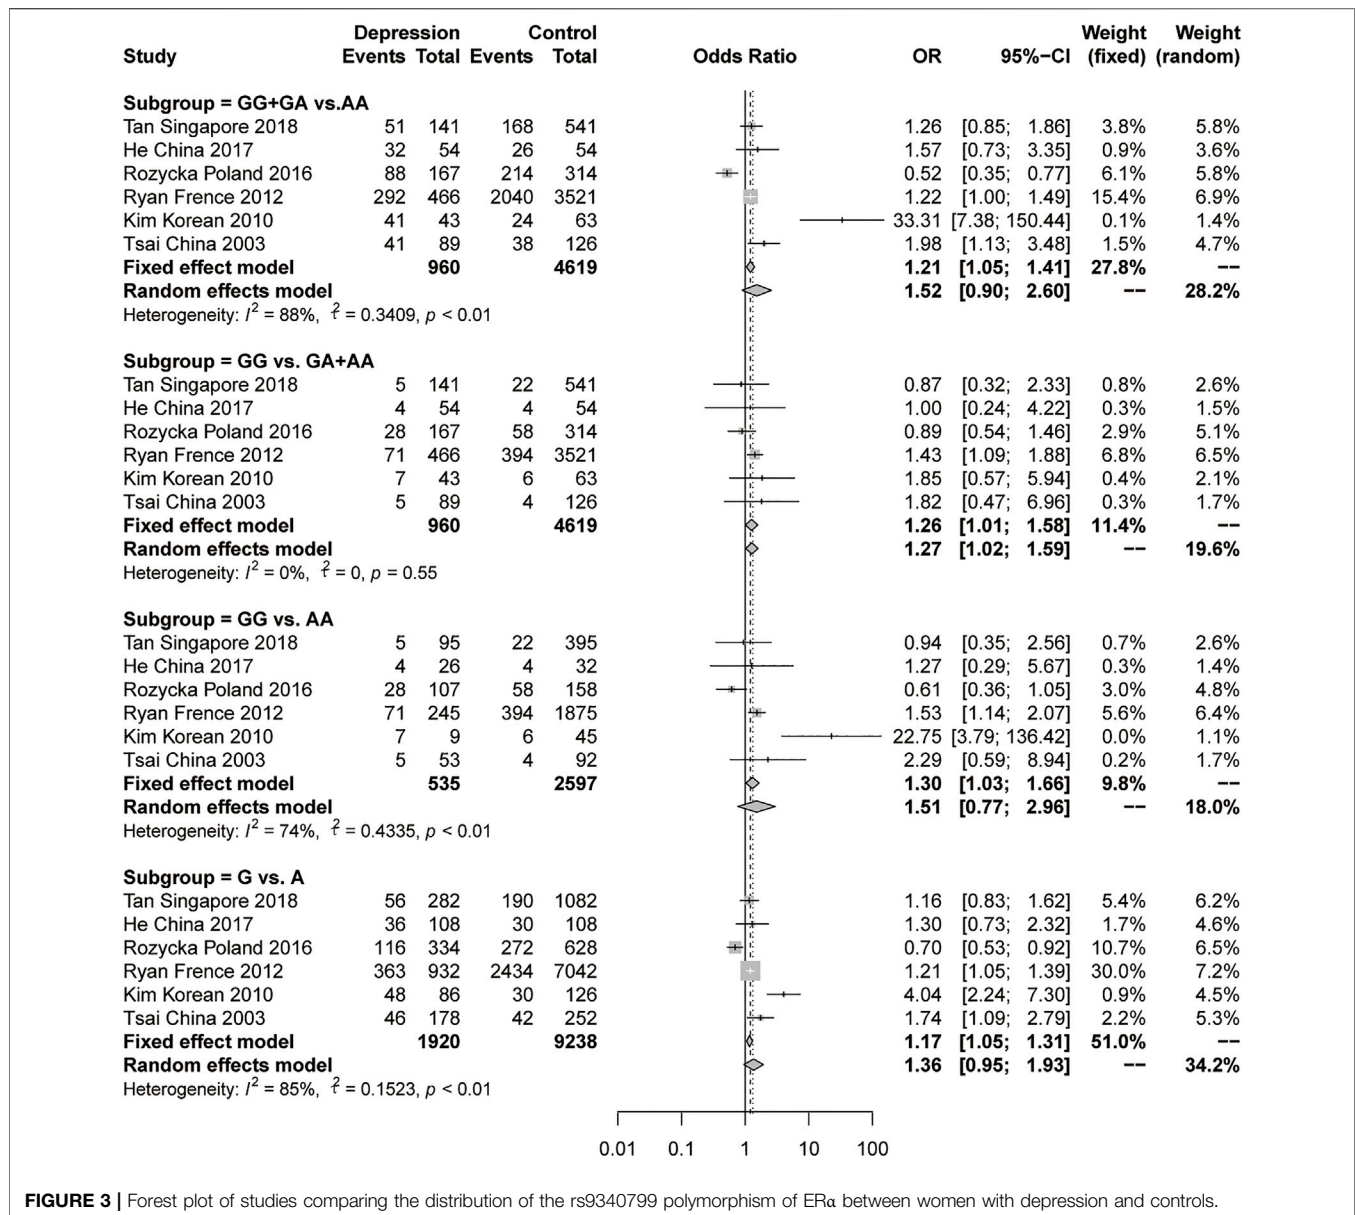 Depression Control Weight Weight
Study Events Total Events Total Odds Ratio OR 95%−CI (fixed) (random)
Subgroup = GG+GA vs.AA
Tan Singapore 2018 51 141 168 541 1.26 [0.85; 1.86] 3.8% 5.8%
He China 2017 32 54 26 54 1.57 [0.73; 3.35] 0.9% 3.6%
Rozycka Poland 2016 88 167 214 314 0.52 [0.35; 0.77] 6.1% 5.8%
Ryan Frence 2012 292 466 2040 3521 1.22 [1.00; 1.49] 15.4% 6.9%
Kim Korean 2010 41 43 24 63 33.31 [7.38; 150.44] 0.1% 1.4%
Tsai China 2003 41 89 38 126 1.98 [1.13; 3.48] 1.5% 4.7%
Fixed effect model 960 4619 1.21 [1.05; 1.41] 27.8% −−
Random effects model 1.52 [0.90; 2.60] −− 28.2%
Heterogeneity: I² = 88%, τ² = 0.3409, p < 0.01
Subgroup = GG vs. GA+AA
Tan Singapore 2018 5 141 22 541 0.87 [0.32; 2.33] 0.8% 2.6%
He China 2017 4 54 4 54 1.00 [0.24; 4.22] 0.3% 1.5%
Rozycka Poland 2016 28 167 58 314 0.89 [0.54; 1.46] 2.9% 5.1%
Ryan Frence 2012 71 466 394 3521 1.43 [1.09; 1.88] 6.8% 6.5%
Kim Korean 2010 7 43 6 63 1.85 [0.57; 5.94] 0.4% 2.1%
Tsai China 2003 5 89 4 126 1.82 [0.47; 6.96] 0.3% 1.7%
Fixed effect model 960 4619 1.26 [1.01; 1.58] 11.4% −−
Random effects model 1.27 [1.02; 1.59] −− 19.6%
Heterogeneity: I² = 0%, τ² = 0, p = 0.55
Subgroup = GG vs. AA
Tan Singapore 2018 5 95 22 395 0.94 [0.35; 2.56] 0.7% 2.6%
He China 2017 4 26 4 32 1.27 [0.29; 5.67] 0.3% 1.4%
Rozycka Poland 2016 28 107 58 158 0.61 [0.36; 1.05] 3.0% 4.8%
Ryan Frence 2012 71 245 394 1875 1.53 [1.14; 2.07] 5.6% 6.4%
Kim Korean 2010 7 9 6 45 22.75 [3.79; 136.42] 0.0% 1.1%
Tsai China 2003 5 53 4 92 2.29 [0.59; 8.94] 0.2% 1.7%
Fixed effect model 535 2597 1.30 [1.03; 1.66] 9.8% −−
Random effects model 1.51 [0.77; 2.96] −− 18.0%
Heterogeneity: I² = 74%, τ² = 0.4335, p < 0.01
Subgroup = G vs. A
Tan Singapore 2018 56 282 190 1082 1.16 [0.83; 1.62] 5.4% 6.2%
He China 2017 36 108 30 108 1.30 [0.73; 2.32] 1.7% 4.6%
Rozycka Poland 2016 116 334 272 628 0.70 [0.53; 0.92] 10.7% 6.5%
Ryan Frence 2012 363 932 2434 7042 1.21 [1.05; 1.39] 30.0% 7.2%
Kim Korean 2010 48 86 30 126 4.04 [2.24; 7.30] 0.9% 4.5%
Tsai China 2003 46 178 42 252 1.74 [1.09; 2.79] 2.2% 5.3%
Fixed effect model 1920 9238 1.17 [1.05; 1.31] 51.0% −−
Random effects model 1.36 [0.95; 1.93] −− 34.2%
Heterogeneity: I² = 85%, τ² = 0.1523, p < 0.01
0.01 0.1 1 10 100
FIGURE 3 | Forest plot of studies comparing the distribution of the rs9340799 polymorphism of ERα between women with depression and controls.